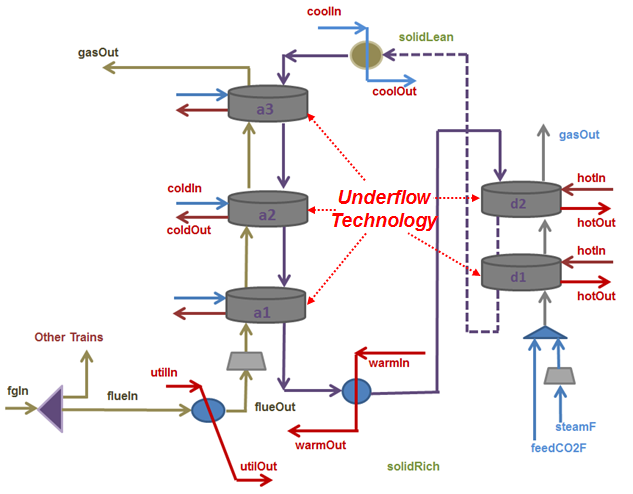 coolIn
solidLean
gasOut
coolOut
a3
gasOut
coldIn
hotIn
Underflow
Technology
a2
d2
coldOut
hotOut
hotIn
d1
hotOut
a1
Other Trains
utilIn
warmIn
fgIn
flueIn
flueOut
steamF
warmOut
feedCO2F
utilOut
solidRich